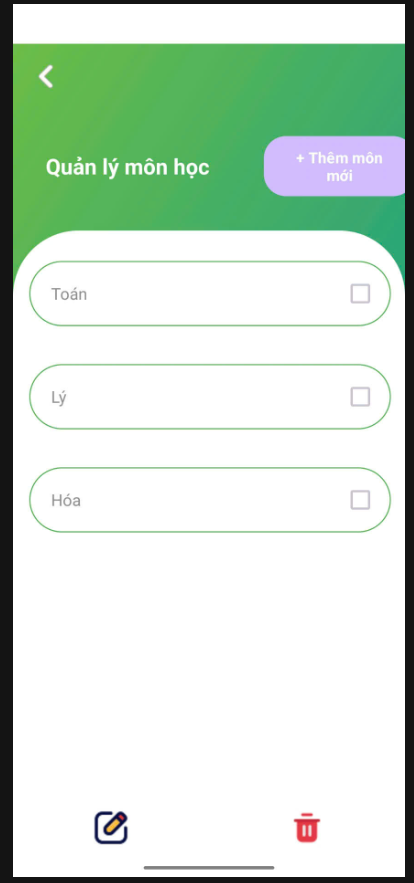 Quản lý môn học
+ Thêm môn
mới
Toán
Lý
Hóa